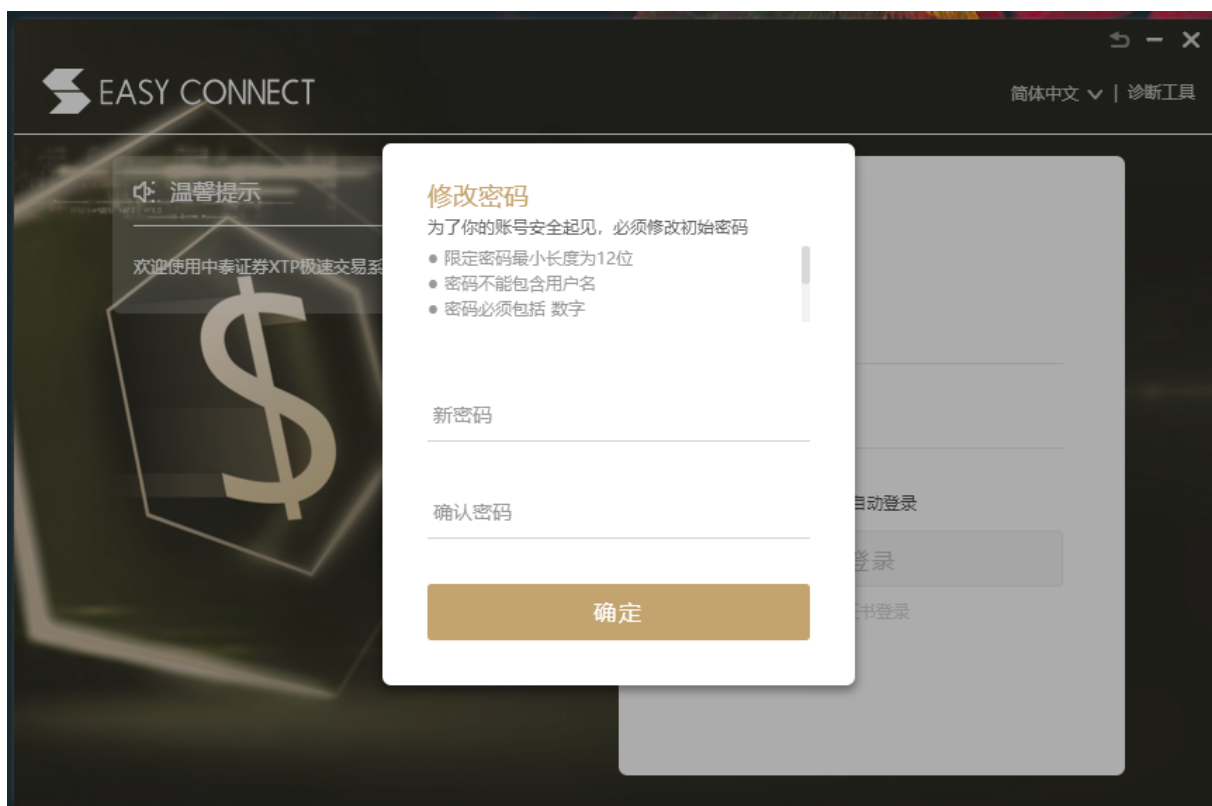 EASY CONNECT
简体中文 | 诊断工具
温馨提示
欢迎使用中泰证券XTP极速交易系
修改密码
为了你的账号安全起见，必须修改初始密码
● 限定密码最小长度为12位
● 密码不能包含用户名
● 密码必须包括 数字
新密码
确认密码
确定
自动登录
登录
证书登录